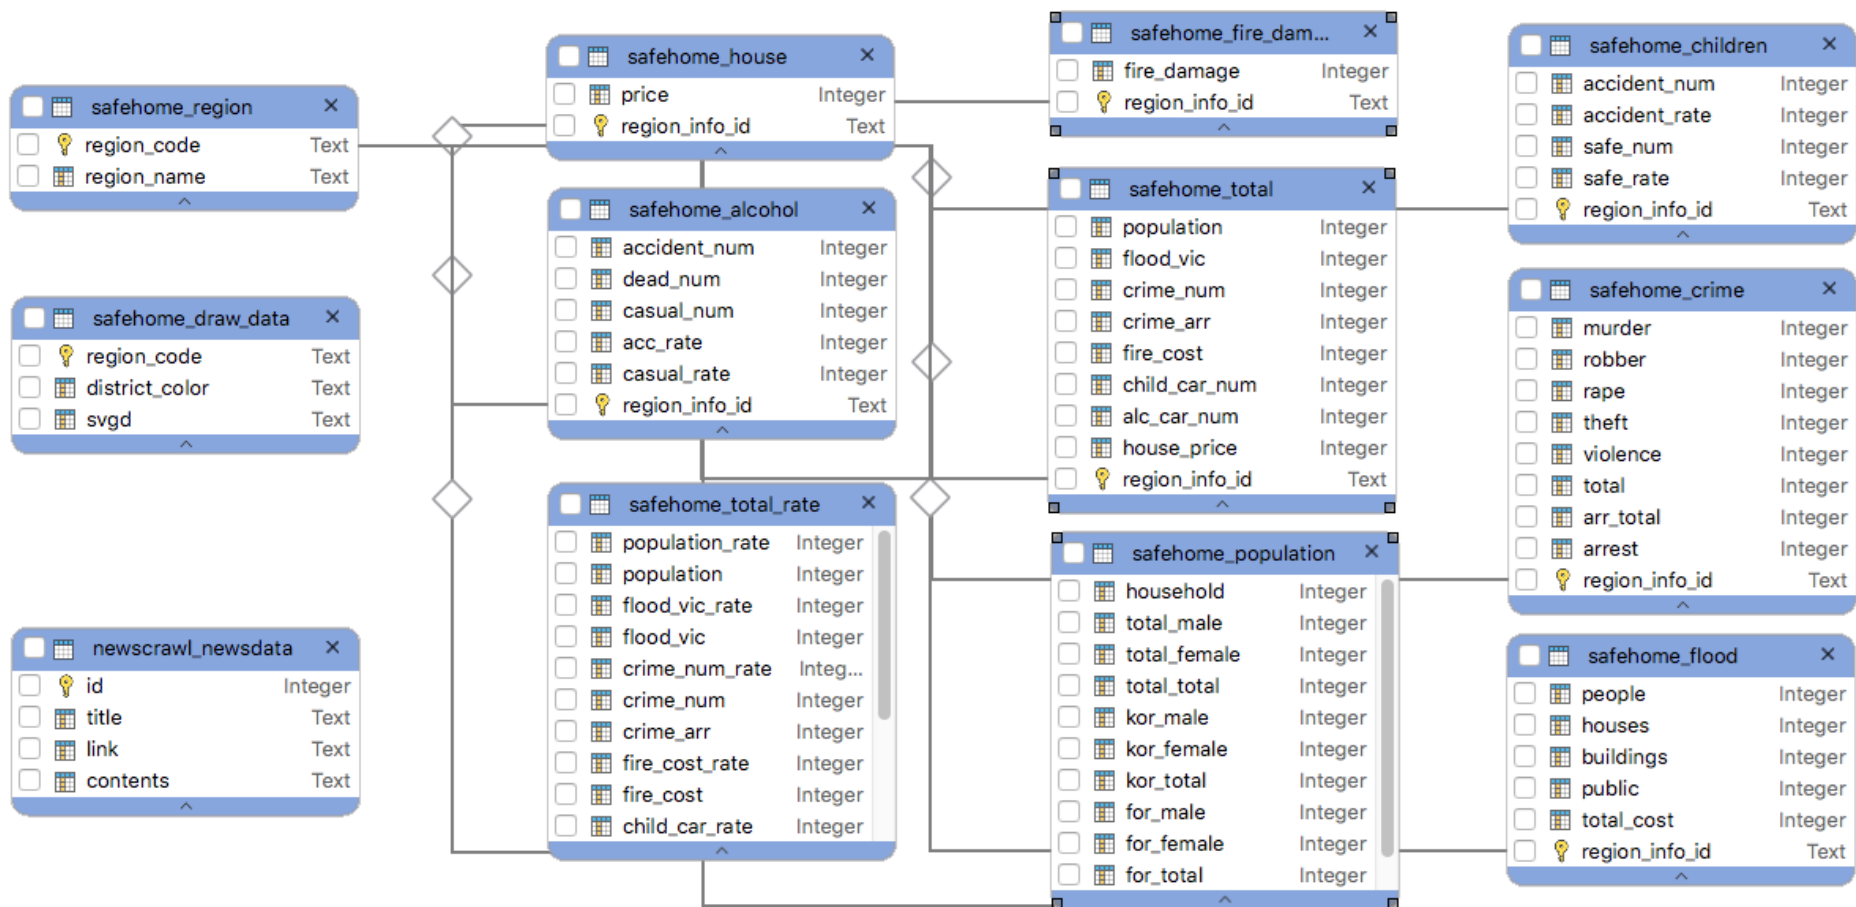 safehome_region
region_code Text
region_name Text
safehome_draw_data
region_code Text
district_color Text
svgd Text
newscrawl_newsdata
id Integer
title Text
link Text
contents Text
safehome_house
price Integer
region_info_id Text
safehome_alcohol
accident_num Integer
dead_num Integer
casual_num Integer
acc_rate Integer
casual_rate Integer
region_info_id Text
safehome_total_rate
population_rate Integer
population Integer
flood_vic_rate Integer
flood_vic Integer
crime_num_rate Integ...
crime_num Integer
crime_arr Integer
fire_cost_rate Integer
fire_cost Integer
child_car_rate Integer
safehome_fire_dam...
fire_damage Integer
region_info_id Text
safehome_total
population Integer
flood_vic Integer
crime_num Integer
crime_arr Integer
fire_cost Integer
child_car_num Integer
alc_car_num Integer
house_price Integer
region_info_id Text
safehome_population
household Integer
total_male Integer
total_female Integer
total_total Integer
kor_male Integer
kor_female Integer
kor_total Integer
for_male Integer
for_female Integer
for_total Integer
safehome_children
accident_num Integer
accident_rate Integer
safe_num Integer
safe_rate Integer
region_info_id Text
safehome_crime
murder Integer
robber Integer
rape Integer
theft Integer
violence Integer
total Integer
arr_total Integer
arrest Integer
region_info_id Text
safehome_flood
people Integer
houses Integer
buildings Integer
public Integer
total_cost Integer
region_info_id Text